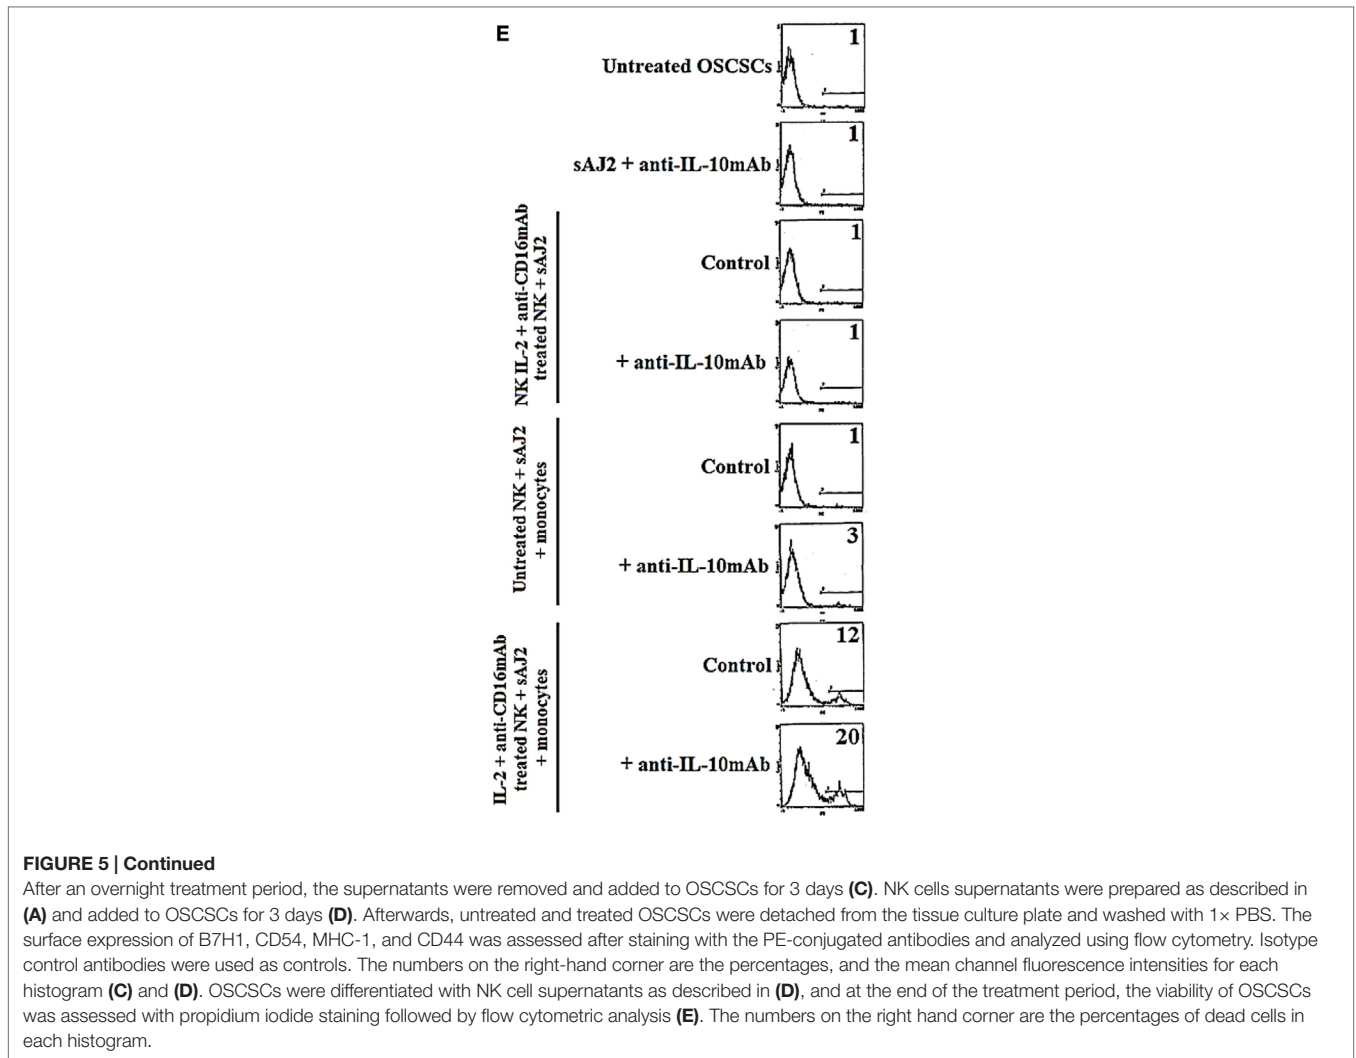 E
1
Untreated OSCSCs
1
sAJ2 + anti-IL-10mAb
NK IL-2 + anti-CD16mAb
treated NK + sAJ2
1
Control
1
+ anti-IL-10mAb
Untreated NK + sAJ2
+ monocytes
1
Control
3
+ anti-IL-10mAb
IL-2 + anti-CD16mAb
treated NK + sAJ2
+ monocytes
12
Control
20
+ anti-IL-10mAb
FIGURE 5 | Continued
After an overnight treatment period, the supernatants were removed and added to OSCSCs for 3 days (C). NK cells supernatants were prepared as described in
(A) and added to OSCSCs for 3 days (D). Afterwards, untreated and treated OSCSCs were detached from the tissue culture plate and washed with 1× PBS. The
surface expression of B7H1, CD54, MHC-1, and CD44 was assessed after staining with the PE-conjugated antibodies and analyzed using flow cytometry. Isotype
control antibodies were used as controls. The numbers on the right-hand corner are the percentages, and the mean channel fluorescence intensities for each
histogram (C) and (D). OSCSCs were differentiated with NK cell supernatants as described in (D), and at the end of the treatment period, the viability of OSCSCs
was assessed with propidium iodide staining followed by flow cytometric analysis (E). The numbers on the right hand corner are the percentages of dead cells in
each histogram.